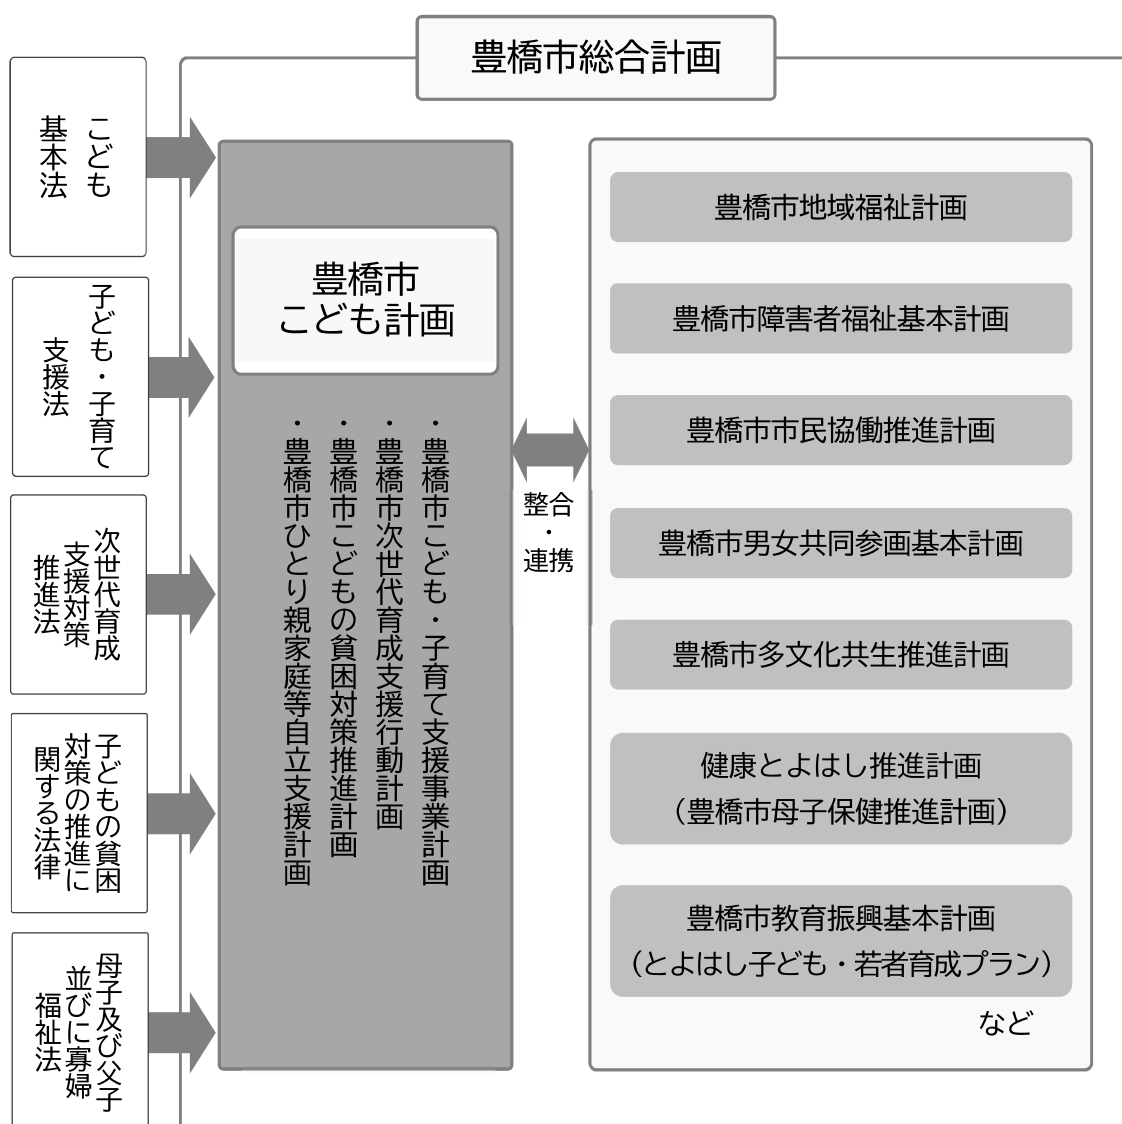 豊橋市総合計画
こども
基本法
子ども・子育て
支援法
次世代育成
支援対策
推進法
子どもの貧困
対策の推進に
関する法律
母子及び父子
並びに寡婦
福祉法
豊橋市
こども計画
・豊橋市こども・子育て支援事業計画
・豊橋市次世代育成支援行動計画
・豊橋市こどもの貧困対策推進計画
・豊橋市ひとり親家庭等自立支援計画
整合
・
連携
豊橋市地域福祉計画
豊橋市障害者福祉基本計画
豊橋市市民協働推進計画
豊橋市男女共同参画基本計画
豊橋市多文化共生推進計画
健康とよはし推進計画
（豊橋市母子保健推進計画）
豊橋市教育振興基本計画
（とよはし子ども・若者育成プラン）
など